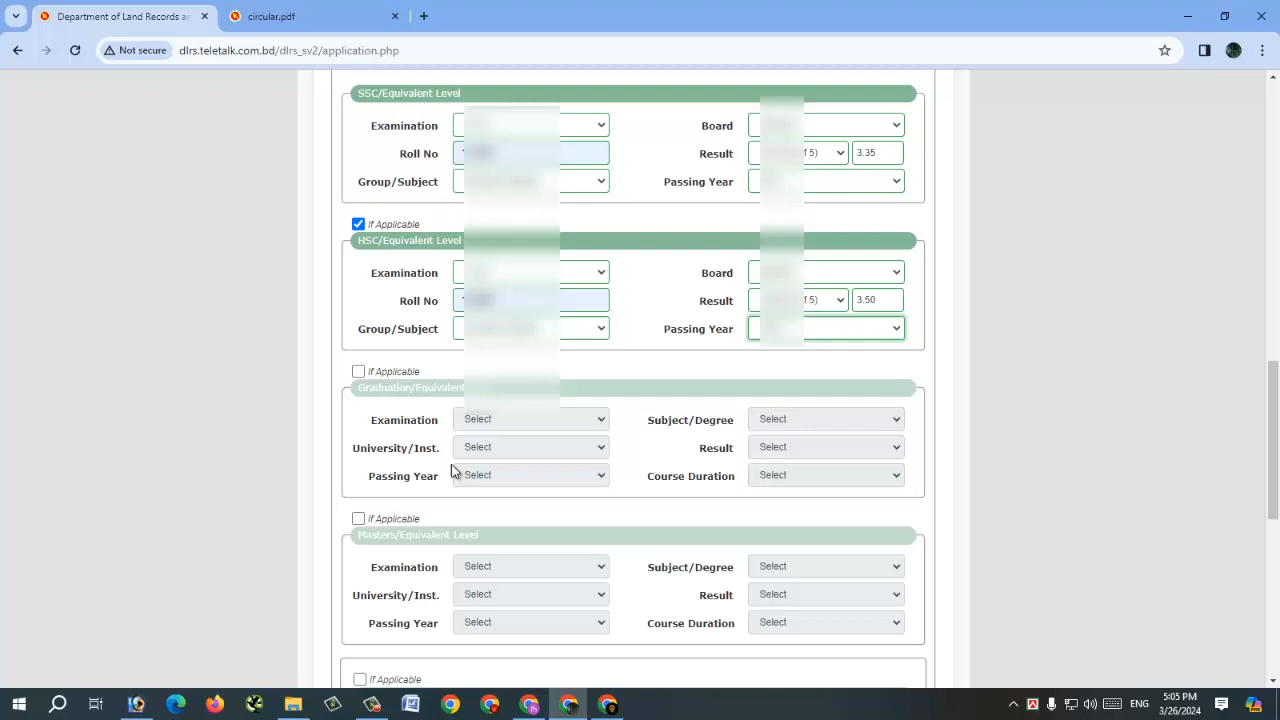 Department of Land Records an
circular.pdf
Not secure
dlrs.teletalk.com.bd/dlrs_sv2/application.php
SSC/Equivalent Level
Examination
Board
Roll No
Result
f 5)
3.35
Group/Subject
Passing Year
If Applicable
HSC/Equivalent Level
Examination
Board
Roll No
Result
f 5)
3.50
Group/Subject
Passing Year
If Applicable
Graduation/Equivalent
Examination Select Subject/Degree Select
University/Inst. Select Result Select
Passing Year Select Course Duration Select
If Applicable
Masters/Equivalent Level
Examination Select Subject/Degree Select
University/Inst. Select Result Select
Passing Year Select Course Duration Select
If Applicable
ENG
5:05 PM
3/26/2024